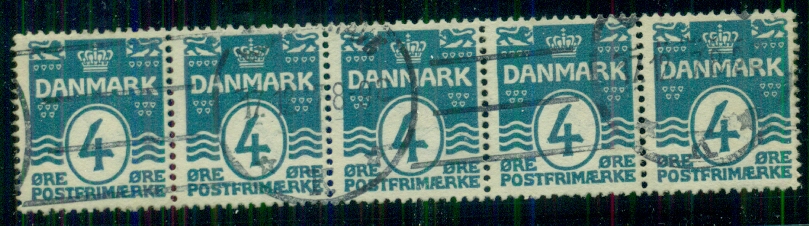 DANMARK DANMARK DANMARK DANMARK DANMARK
4 4 4 4 4
ØRE ØRE ØRE ØRE ØRE ØRE ØRE ØRE ØRE ØRE
POSTFRIMÆRKE POSTFRIMÆRKE POSTFRIMÆRKE POSTFRIMÆRKE POSTFRIMÆRKE